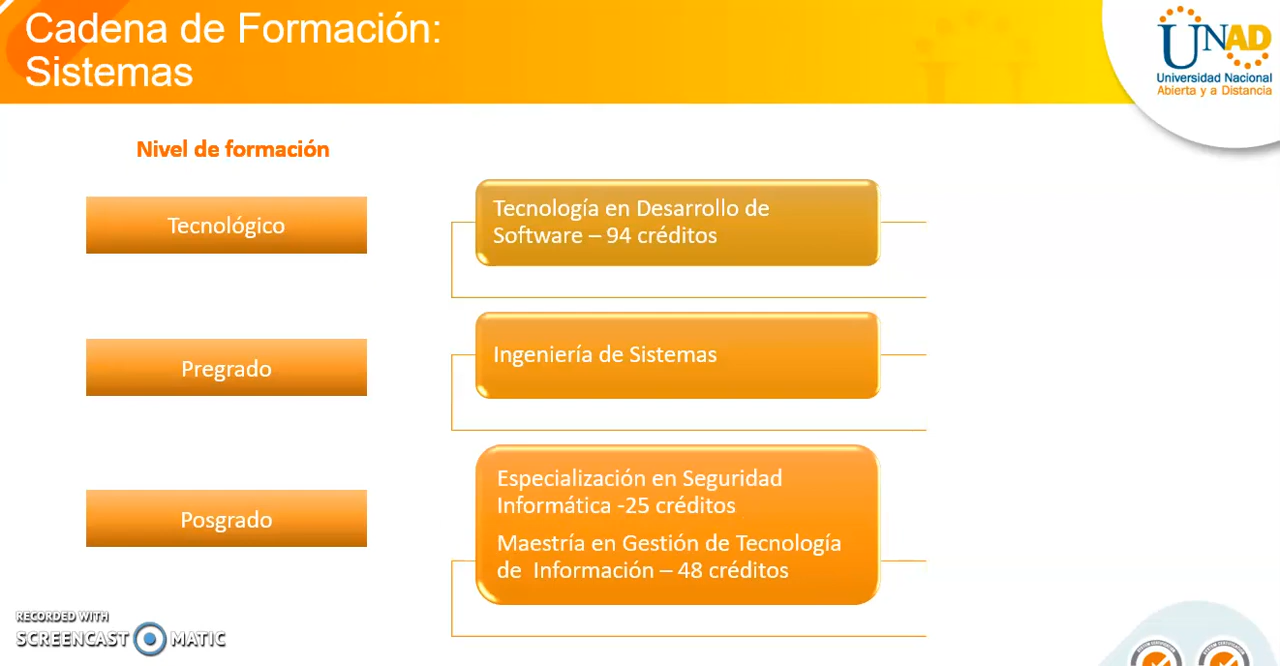 Cadena de Formación:
Sistemas
UNAD
Universidad Nacional
Abierta y a Distancia
Nivel de formación
Tecnológico
Tecnología en Desarrollo de
Software – 94 créditos
Pregrado
Ingeniería de Sistemas
Posgrado
Especialización en Seguridad
Informática -25 créditos
Maestría en Gestión de Tecnología
de Información – 48 créditos
RECORDED WITH
SCREENCAST MATIC